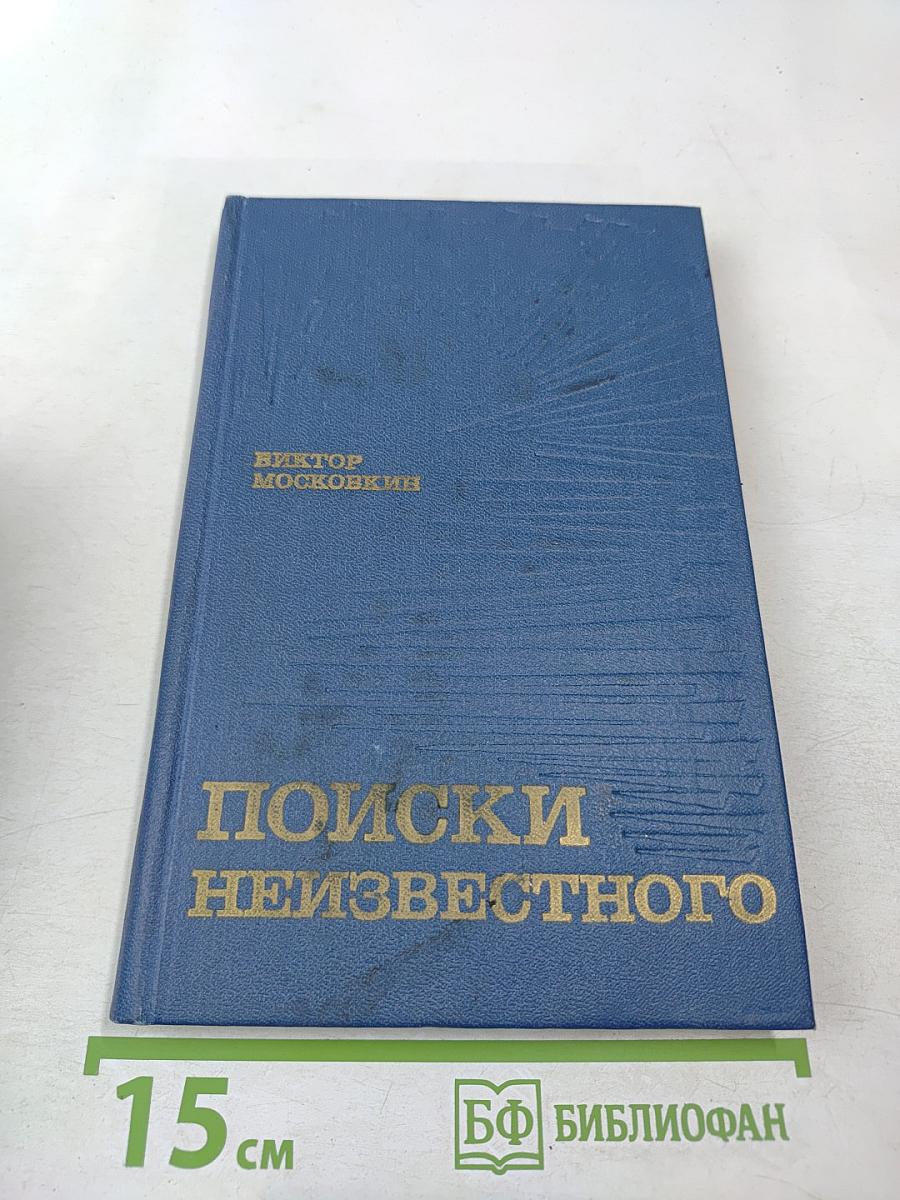 ВИКТОР
МОСКОВКИН
ПОИСКИ
НЕИЗВЕСТНОГО
15 см
БФ БИБЛИОФАН